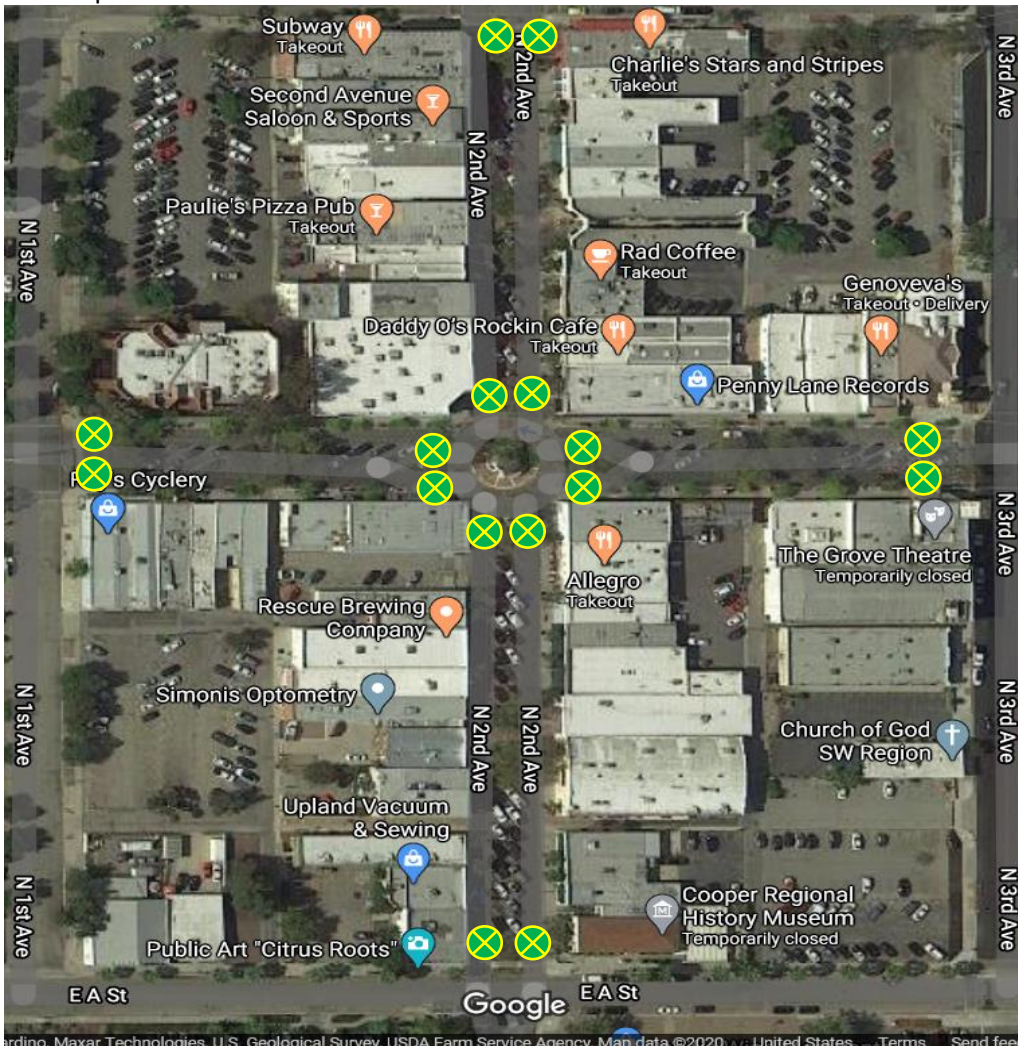 Subway
Takeout
N 2nd Ave
Charlie's Stars and Stripes
Takeout
N 3rd Ave
Second Avenue
Saloon & Sports
N 2nd Ave
Paulie's Pizza Pub
Takeout
N 1st Ave
Rad Coffee
Takeout
Genoveva's
Takeout • Delivery
Daddy O's Rockin Cafe
Takeout
Penny Lane Records
Cyclery
N 3rd Ave
The Grove Theatre
Temporarily closed
Allegro
Takeout
Rescue Brewing
Company
Simonis Optometry
N 1st Ave
N 2nd Ave
N 2nd Ave
N 3rd Ave
Church of God
SW Region
Upland Vacuum
& Sewing
N 1st Ave
N 3rd Ave
Cooper Regional
History Museum
Temporarily closed
Public Art "Citrus Roots"
E A St
Google
E A St
ardino, Maxar Technologies, U.S. Geological Survey, USDA Farm Service Agency, Map data ©2020 United States Terms Send fee